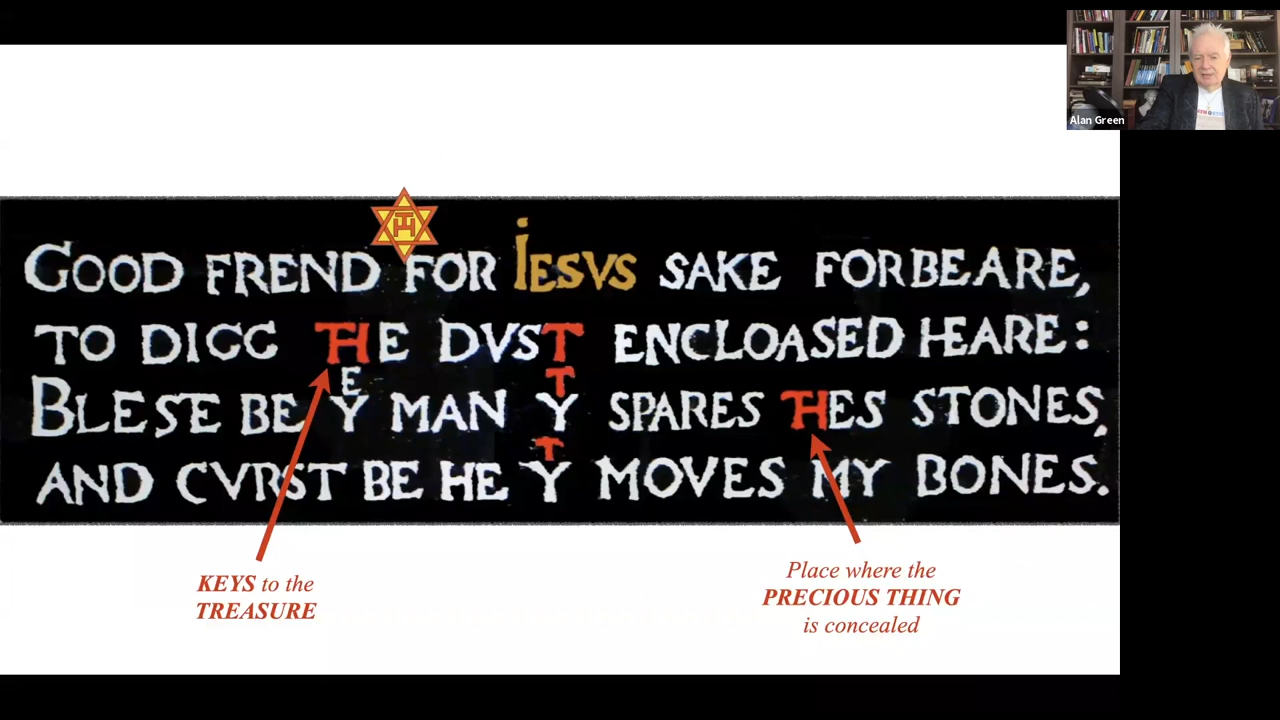 Alan Green
GOOD FREND FOR IESVS SAKE FORBEARE,
TO DIGG THE DVST ENCLOASED HEARE:
E T
BLESE BE Y MAN Y SPARES THES STONES,
T
AND CVRST BE HE Y MOVES MY BONES.
KEYS to the
TREASURE
Place where the
PRECIOUS THING
is concealed